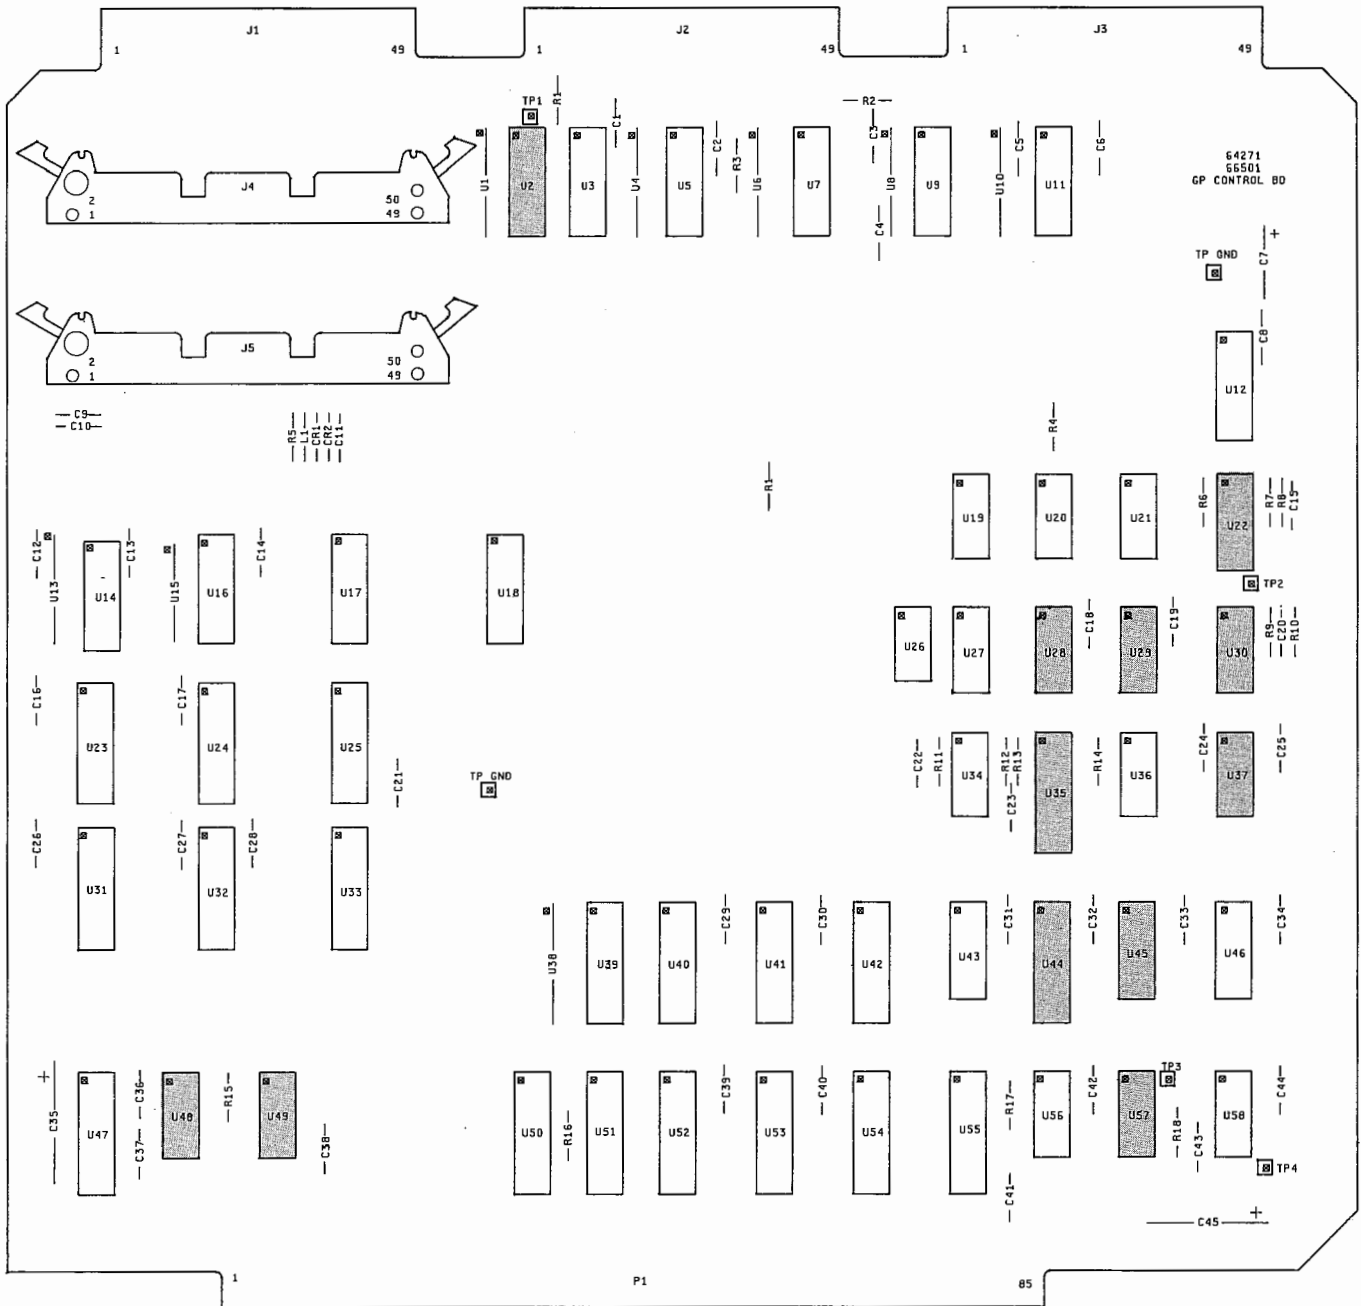 J1
J2
J3
1
49
1
49
1
49
TP1
R1
C1
R2
C3
C2
R3
C5
C6
U1
U2
U3
U4
U5
U6
U7
U8
U9
U10
U11
64271
66501
GP CONTROL BD
J4
2
1
50
49
C4
TP GND
C7
C8
J5
2
1
50
49
U12
C9
C10
R5
L1
CR1
CR2
C11
R4
R1
U19
U20
U21
R6
U22
R7
R8
C15
C12
U13
U14
C13
U15
U16
C14
U17
U18
TP2
U26
U27
U28
C18
U29
C19
U30
R9
C20
R10
C16
U23
C17
U24
U25
C21
TP GND
C22
R11
U34
R12
R13
C23
U35
R14
U36
C24
U37
C25
C26
U31
C27
U32
C28
U33
U38
U39
U40
C29
U41
C30
U42
U43
C31
U44
C32
U45
C33
U46
C34
C35
U47
C36
C37
U48
R15
U49
C38
U50
R16
U51
U52
C39
U53
C40
U54
U55
R17
C41
U56
C42
U57
TP3
R18
C43
U58
C44
TP4
C45
1
P1
85